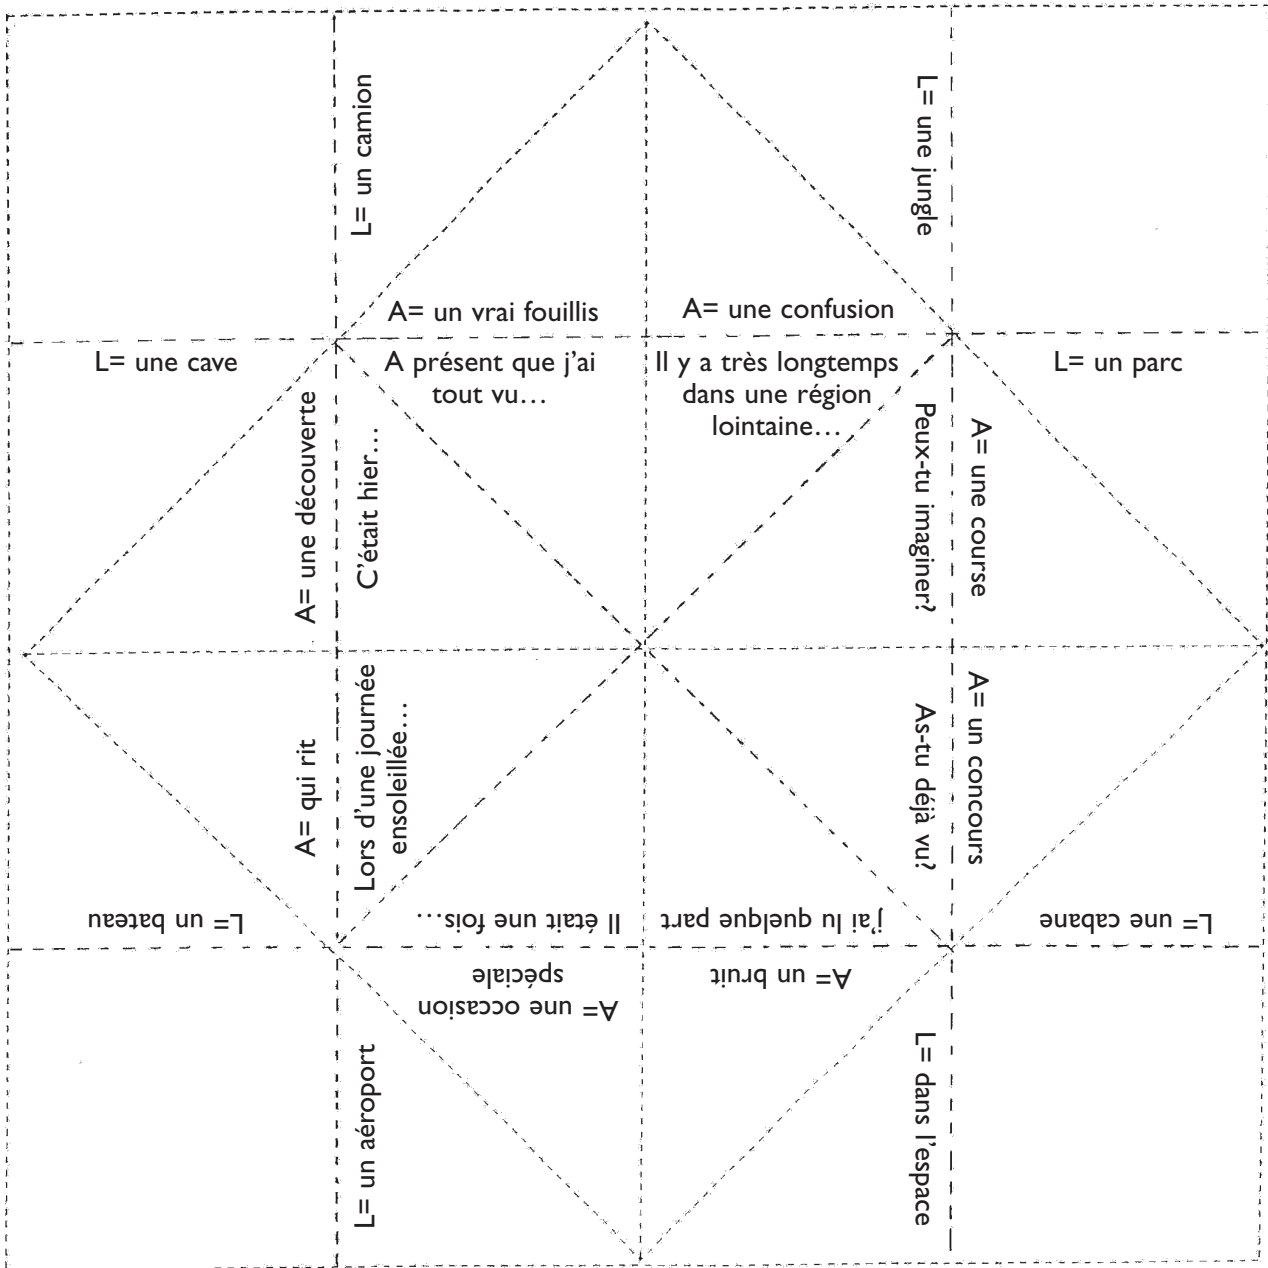 L= un camion
L= une jungle
A= un vrai fouillis
A= une confusion
L= une cave
A présent que j'ai
tout vu…
Il y a très longtemps
dans une région
lointaine…
L= un parc
A= une découverte
C'était hier…
Peux-tu imaginer?
A= une course
A= qui rit
Lors d'une journée
ensoleillée…
As-tu déjà vu?
A= un concours
L= un bateau
Il était une fois…
j'ai lu quelque part
L= une cabane
A= une occasion
spéciale
A= un bruit
L= un aéroport
L= dans l'espace